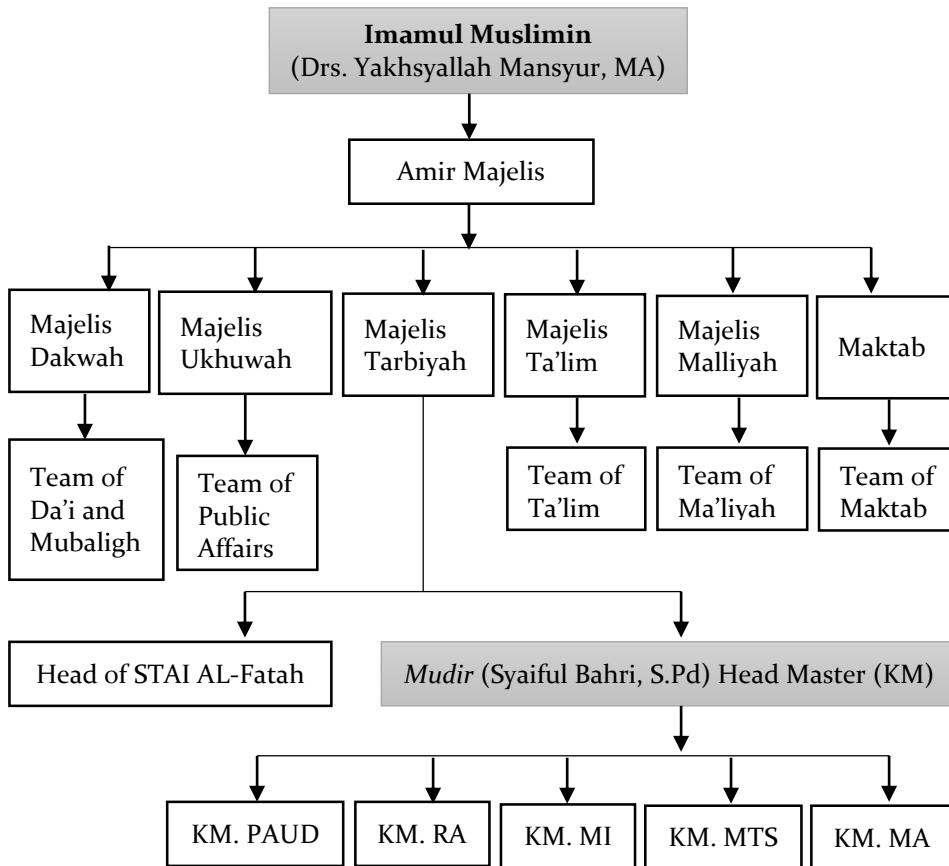 Imamul Muslimin
(Drs. Yakhsyallah Mansyur, MA)
Amir Majelis
Majelis
Dakwah
Majelis
Ukhuwah
Majelis
Tarbiyah
Majelis
Ta’lim
Majelis
Malliyah
Maktab
Team of
Da’i and
Mubaligh
Team of
Public
Affairs
Team of
Ta’lim
Team of
Ma’liyah
Team of
Maktab
Head of STAI AL-Fatah
Mudir (Syaiful Bahri, S.Pd) Head Master (KM)
KM. PAUD
KM. RA
KM. MI
KM. MTS
KM. MA